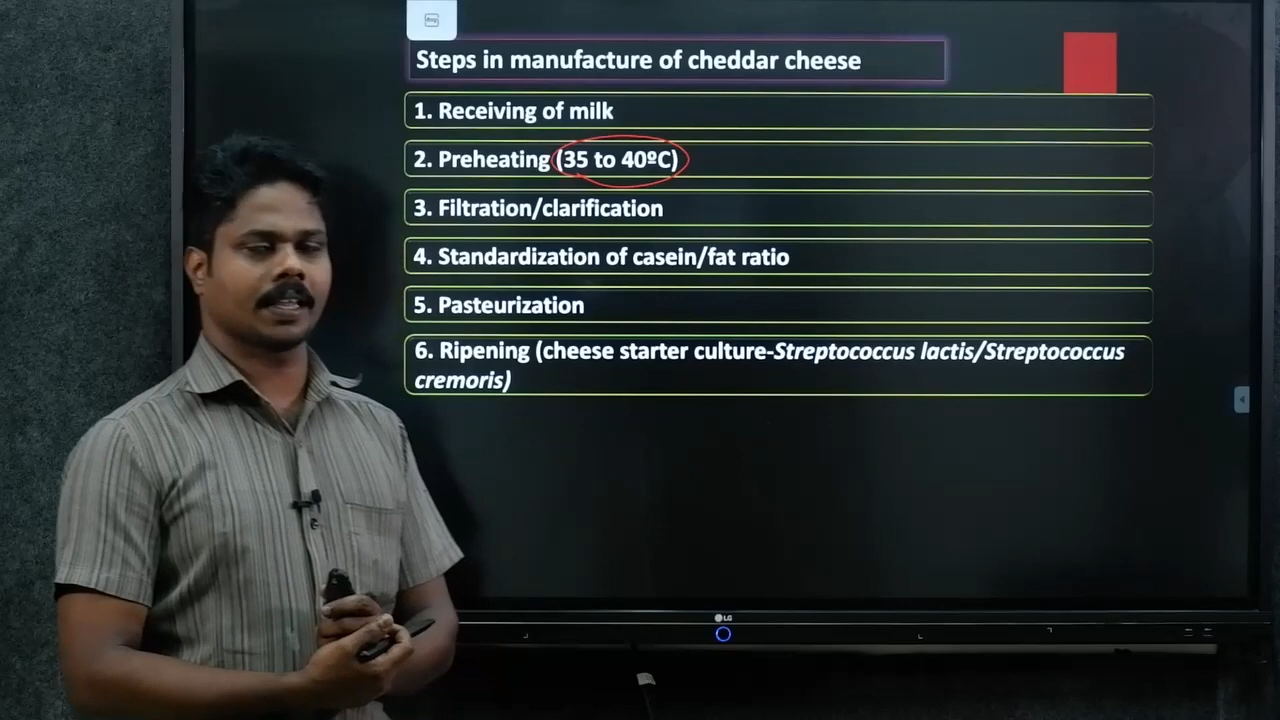 Steps in manufacture of cheddar cheese
1. Receiving of milk
2. Preheating (35 to 40ºC)
3. Filtration/clarification
4. Standardization of casein/fat ratio
5. Pasteurization
6. Ripening (cheese starter culture-Streptococcus lactis/Streptococcus
cremoris)
LG